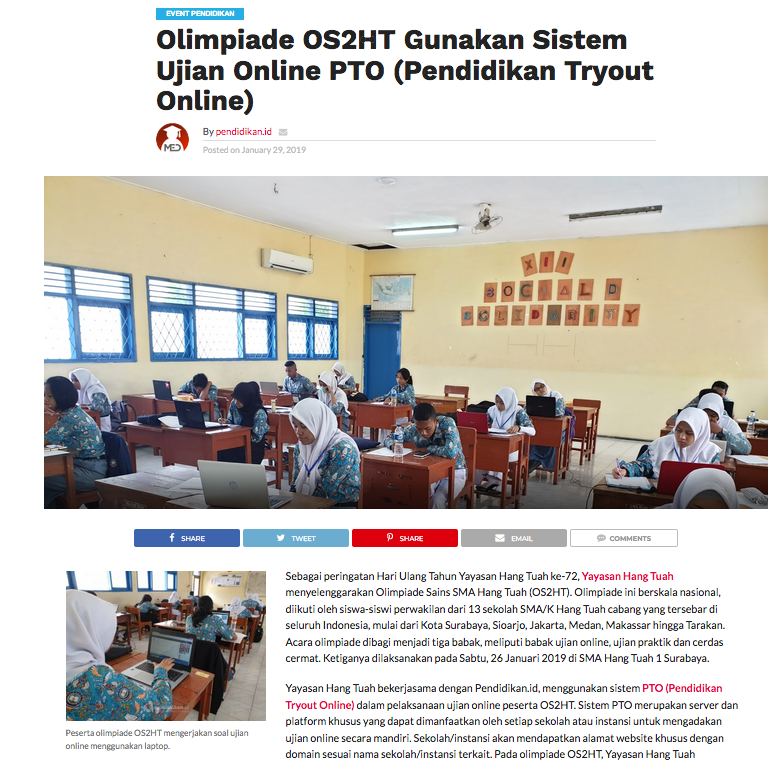 EVENT PENDIDIKAN
Olimpiade OS2HT Gunakan Sistem
Ujian Online PTO (Pendidikan Tryout
Online)
MED
By pendidikan.id
Posted on January 29, 2019
XII
SOCIAL D
SOLIDARITY
SHARE
TWEET
SHARE
EMAIL
COMMENTS
Peserta olimpiade OS2HT mengerjakan soal ujian
online menggunakan laptop.
Sebagai peringatan Hari Ulang Tahun Yayasan Hang Tuah ke-72, Yayasan Hang Tuah
menyelenggarakan Olimpiade Sains SMA Hang Tuah (OS2HT). Olimpiade ini berskala nasional,
diikuti oleh siswa-siswi perwakilan dari 13 sekolah SMA/K Hang Tuah cabang yang tersebar di
seluruh Indonesia, mulai dari Kota Surabaya, Sioarjo, Jakarta, Medan, Makassar hingga Tarakan.
Acara olimpiade dibagi menjadi tiga babak, meliputi babak ujian online, ujian praktik dan cerdas
cermat. Ketiganya dilaksanakan pada Sabtu, 26 Januari 2019 di SMA Hang Tuah 1 Surabaya.
Yayasan Hang Tuah bekerjasama dengan Pendidikan.id, menggunakan sistem PTO (Pendidikan
Tryout Online) dalam pelaksanaan ujian online peserta OS2HT. Sistem PTO merupakan server dan
platform khusus yang dapat dimanfaatkan oleh setiap sekolah atau instansi untuk mengadakan
ujian online secara mandiri. Sekolah/instansi akan mendapatkan alamat website khusus dengan
domain sesuai nama sekolah/instansi terkait. Pada olimpiade OS2HT, Yayasan Hang Tuah